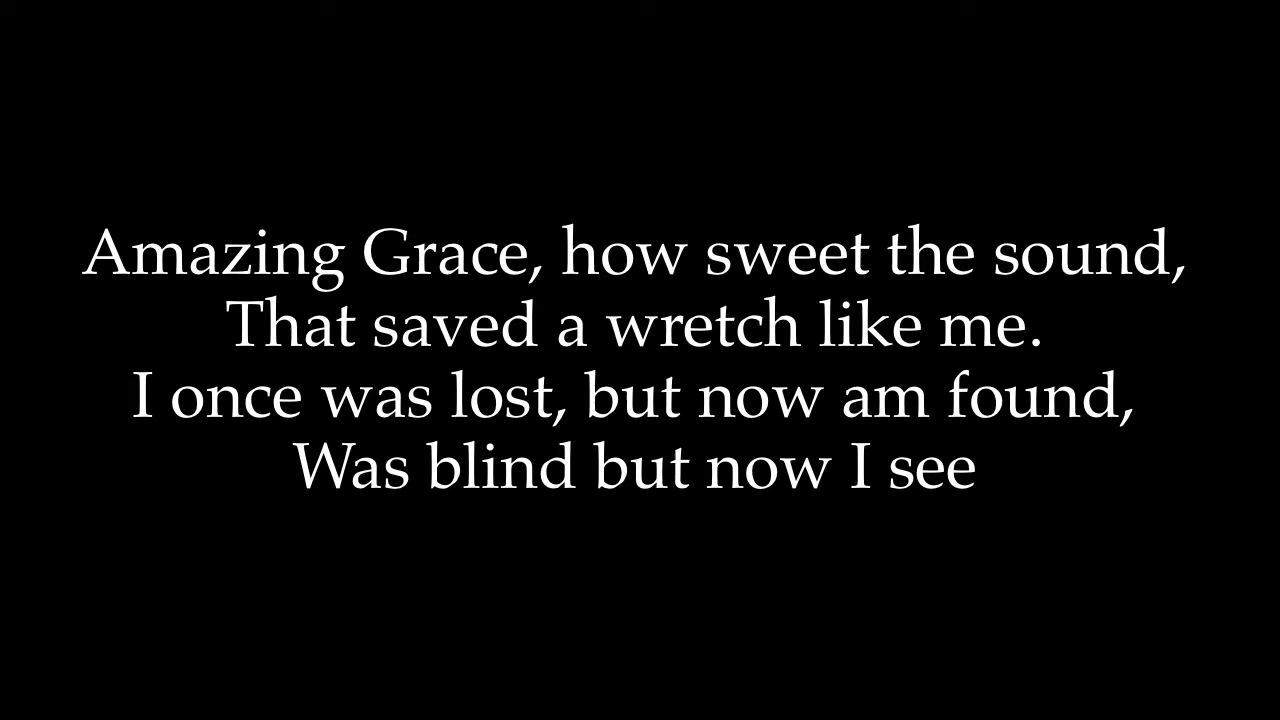 Amazing Grace, how sweet the sound,
That saved a wretch like me.
I once was lost, but now am found,
Was blind but now I see